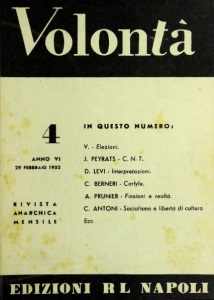 Volontà
4
ANNO VI
29 FEBBRAIO 1952
RIVISTA
ANARCHICA
MENSILE
IN QUESTO NUMERO:
V. - Elezioni.
J. PEYRATS - C. N. T.
D. LEVI - Interpretazioni.
C. BERNERI - Carlyle.
A. PRUNIER - Finzioni e realtà.
C. ANTONI - Socialismo e libertà di cultura
Ecc.
EDIZIONI RL NAPOLI